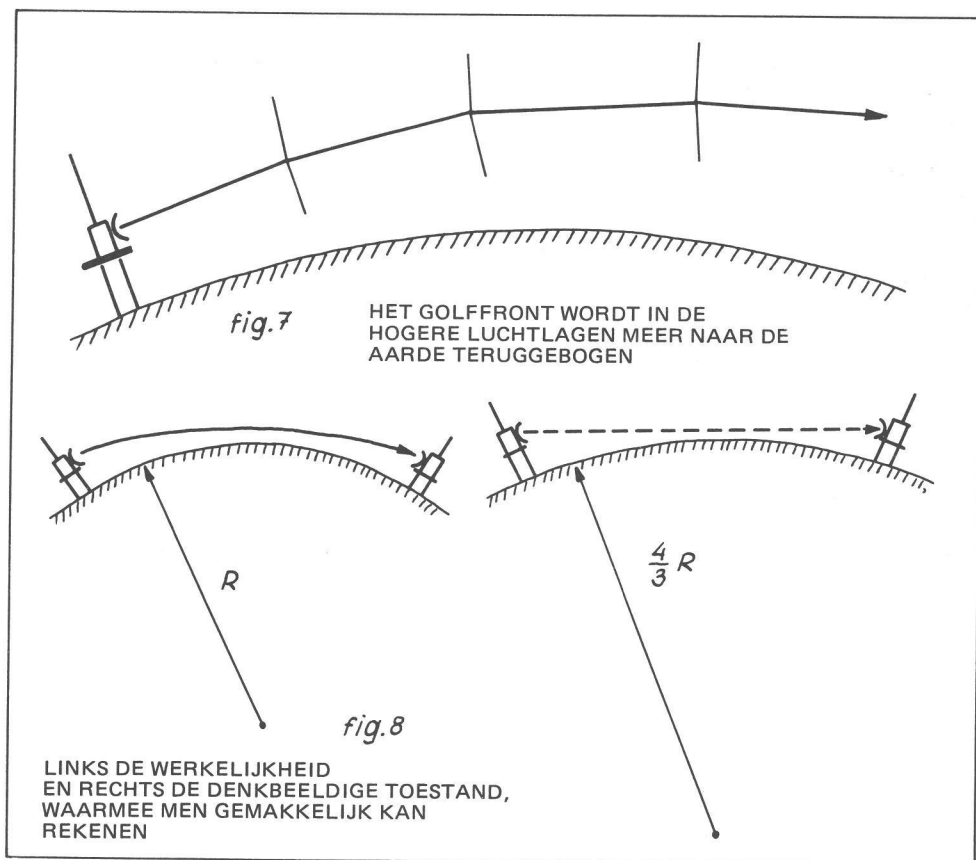 fig.7
HET GOLFFRONT WORDT IN DE
HOGERE LUCHTLAGEN MEER NAAR DE
AARDE TERUGGEBOGEN
R
4/3 R
fig.8
LINKS DE WERKELIJKHEID
EN RECHTS DE DENKBEELDIGE TOESTAND,
WAARMEE MEN GEMAKKELIJK KAN
REKENEN